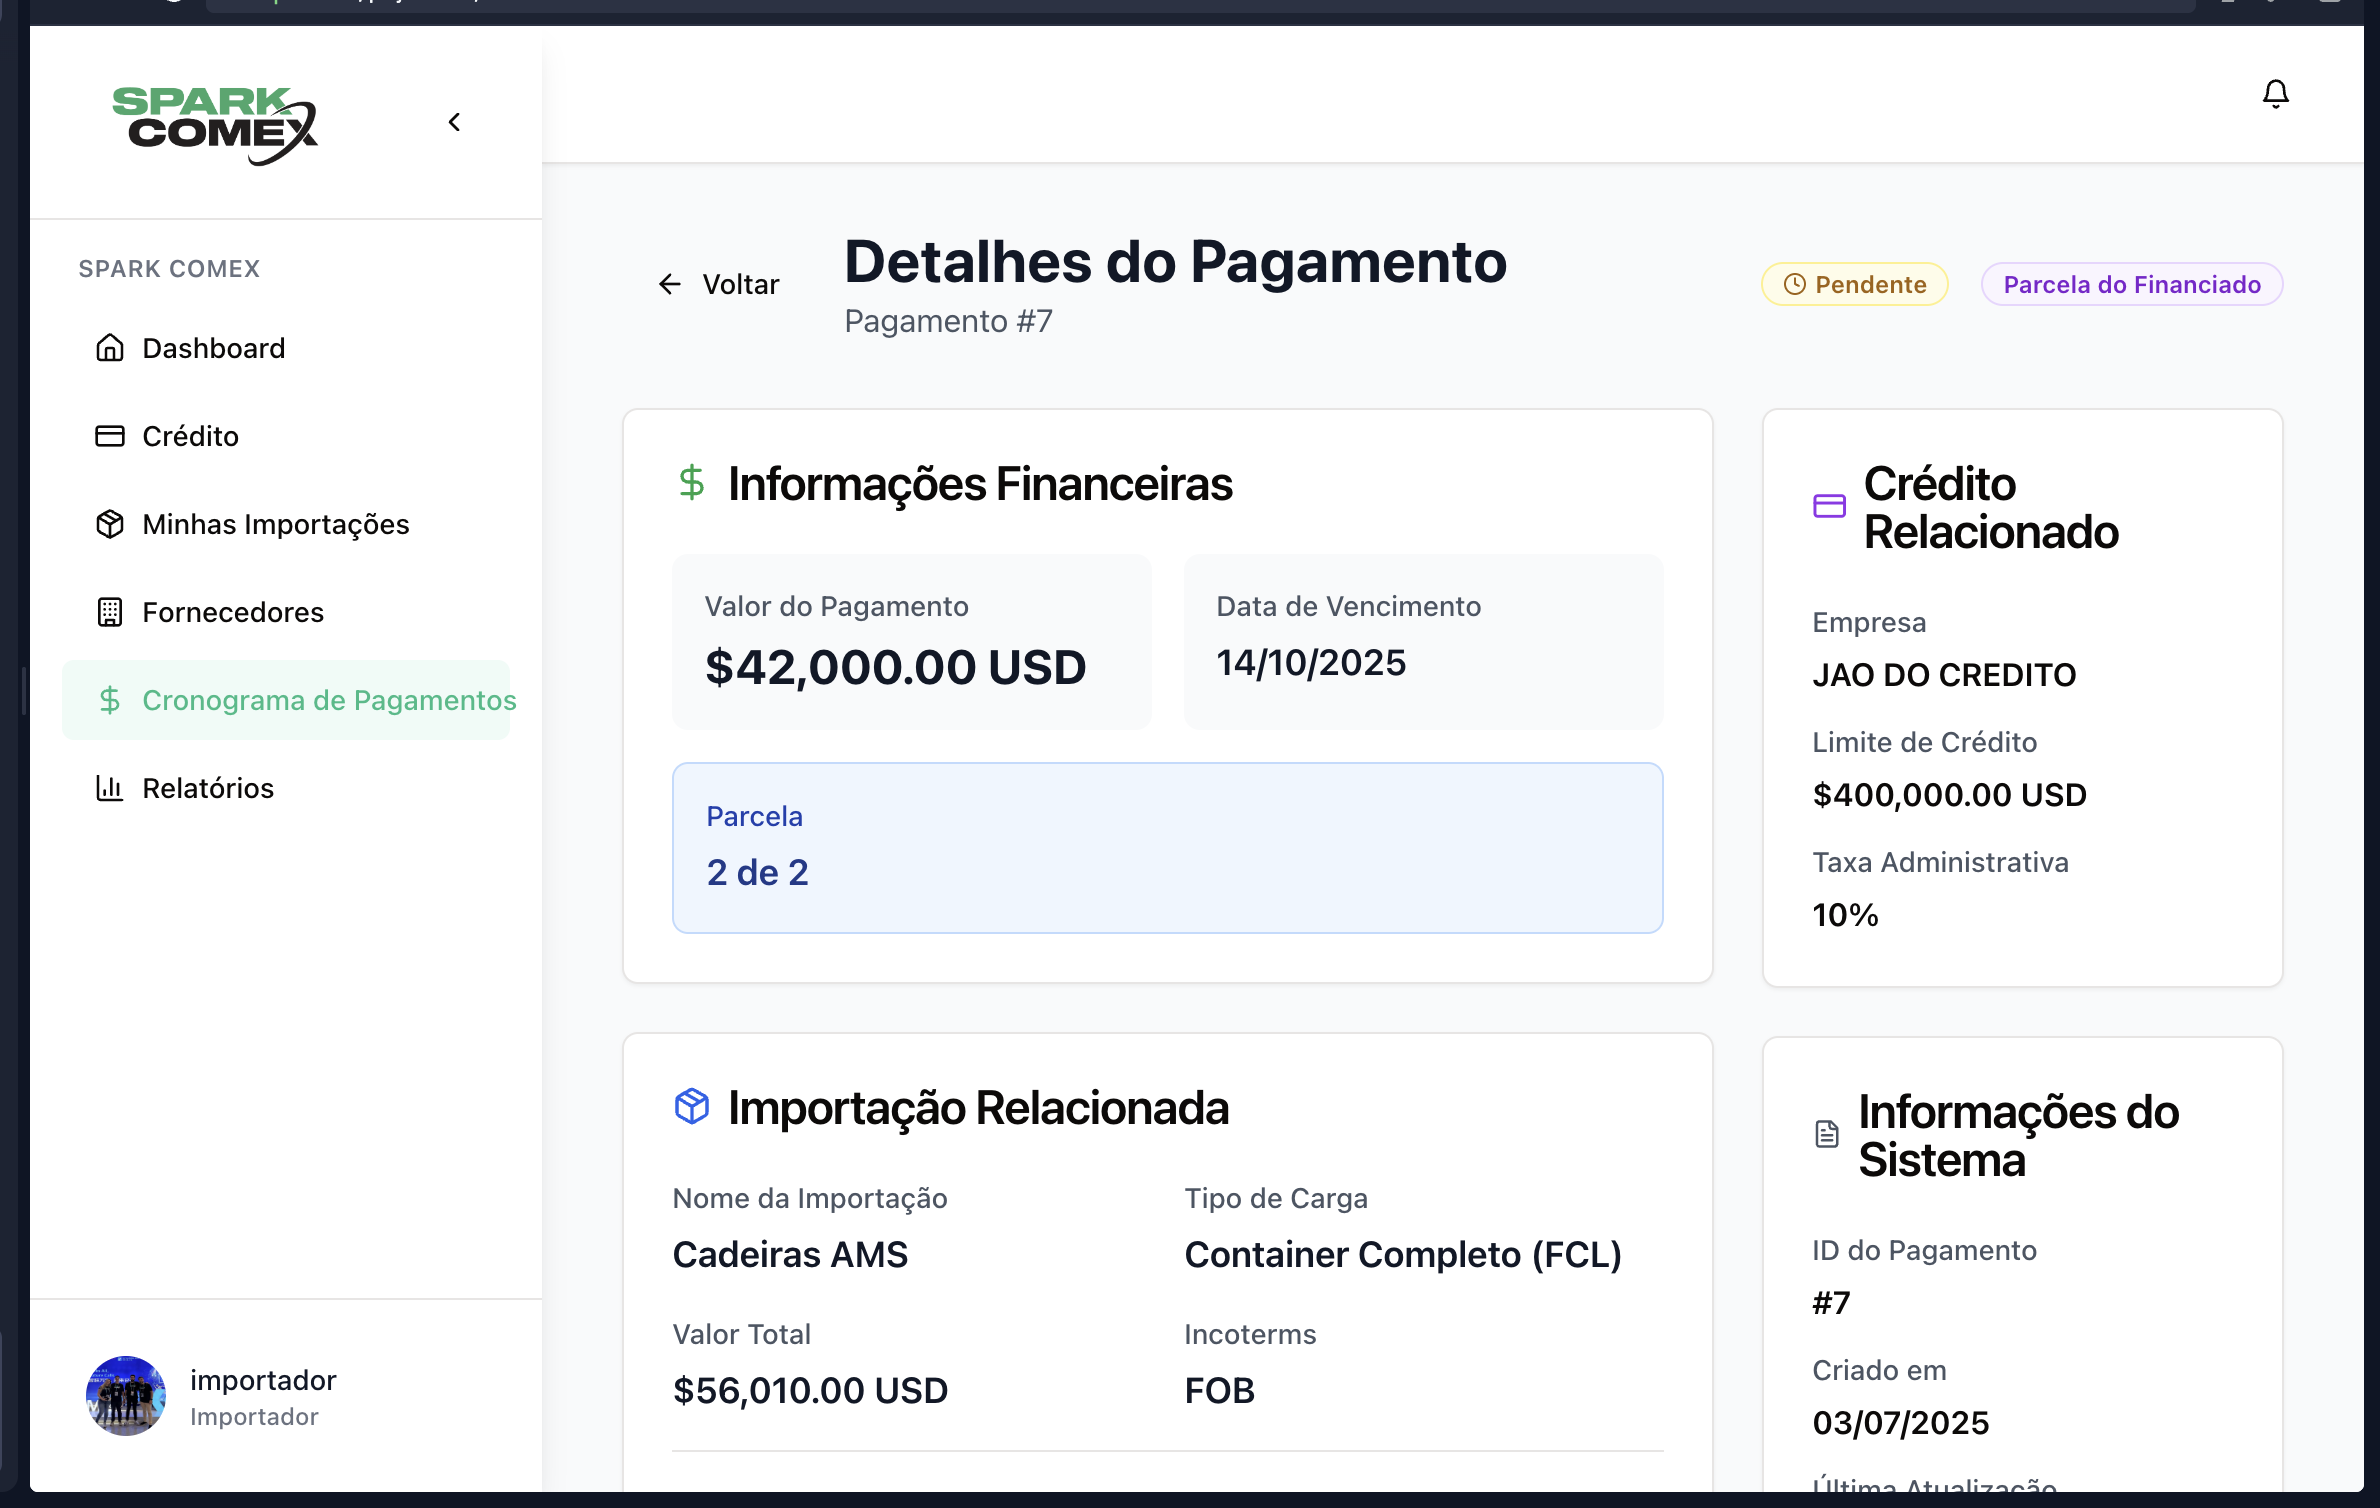 SPARK
COMEX
SPARK COMEX
Dashboard
Crédito
Minhas Importações
Fornecedores
Cronograma de Pagamentos
Relatórios
importador
Importador
Voltar
Detalhes do Pagamento
Pagamento #7
Pendente
Parcela do Financiado
$ Informações Financeiras
Valor do Pagamento
$42,000.00 USD
Data de Vencimento
14/10/2025
Parcela
2 de 2
Importação Relacionada
Nome da Importação
Cadeiras AMS
Tipo de Carga
Container Completo (FCL)
Valor Total
$56,010.00 USD
Incoterms
FOB
Crédito
Relacionado
Empresa
JAO DO CREDITO
Limite de Crédito
$400,000.00 USD
Taxa Administrativa
10%
Informações do
Sistema
ID do Pagamento
#7
Criado em
03/07/2025
Última Atualização